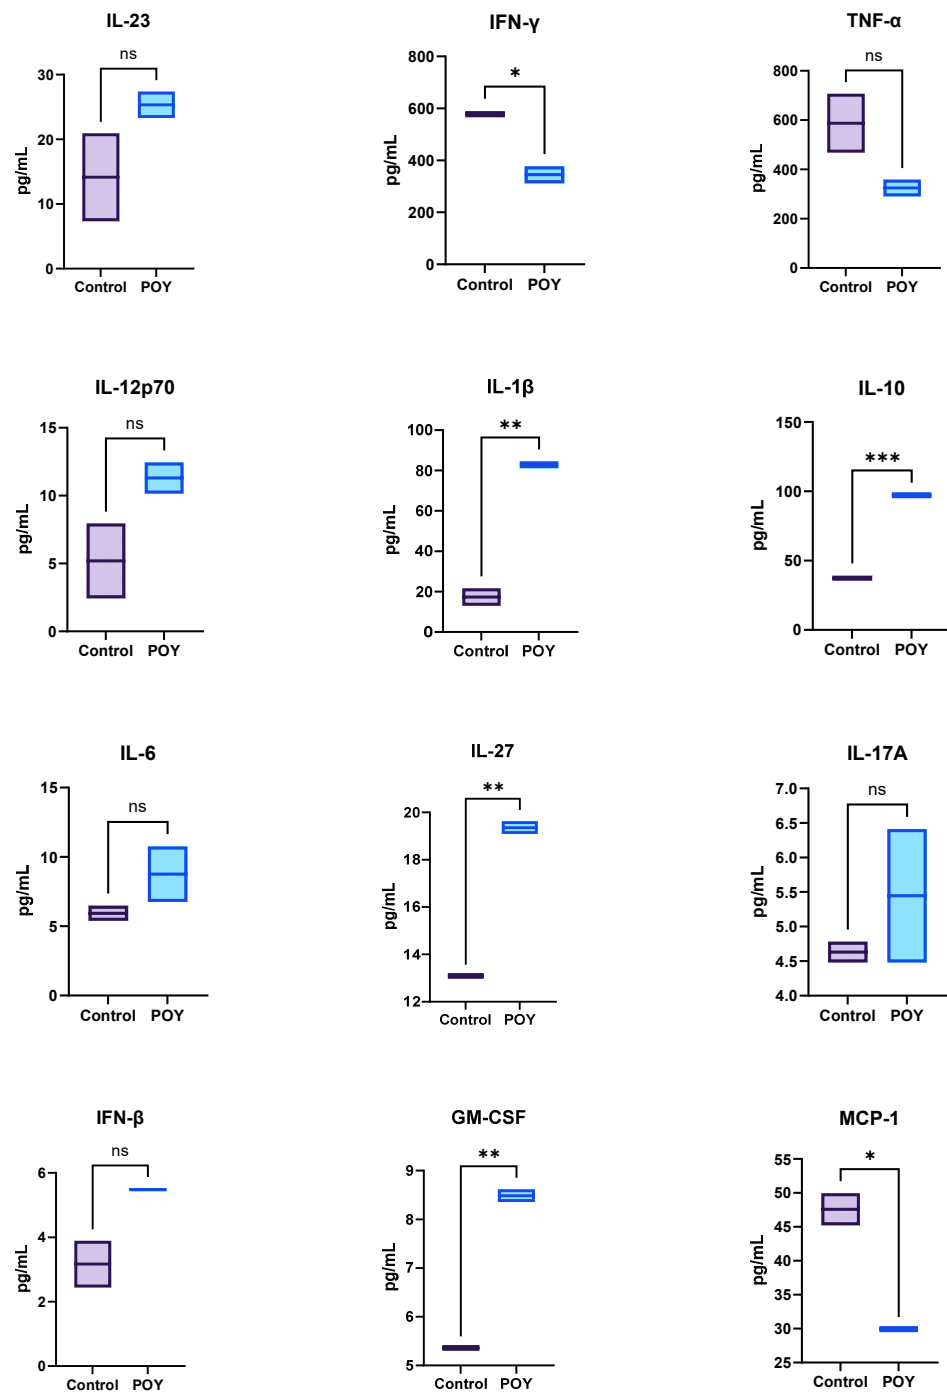 IL-23
ns
pg/mL
30
20
10
0
Control POY
IFN-γ
*
pg/mL
800
600
400
200
0
Control POY
TNF-α
ns
pg/mL
800
600
400
200
0
Control POY
IL-12p70
ns
pg/mL
15
10
5
0
Control POY
IL-1β
**
pg/mL
100
80
60
40
20
0
Control POY
IL-10
***
pg/mL
150
100
50
0
Control POY
IL-6
ns
pg/mL
15
10
5
0
Control POY
IL-27
**
pg/mL
20
18
16
14
12
Control POY
IL-17A
ns
pg/mL
7.0
6.5
6.0
5.5
5.0
4.5
4.0
Control POY
IFN-β
ns
pg/mL
6
4
2
0
Control POY
GM-CSF
**
pg/mL
9
8
7
6
5
Control POY
MCP-1
*
pg/mL
55
50
45
40
35
30
25
Control POY